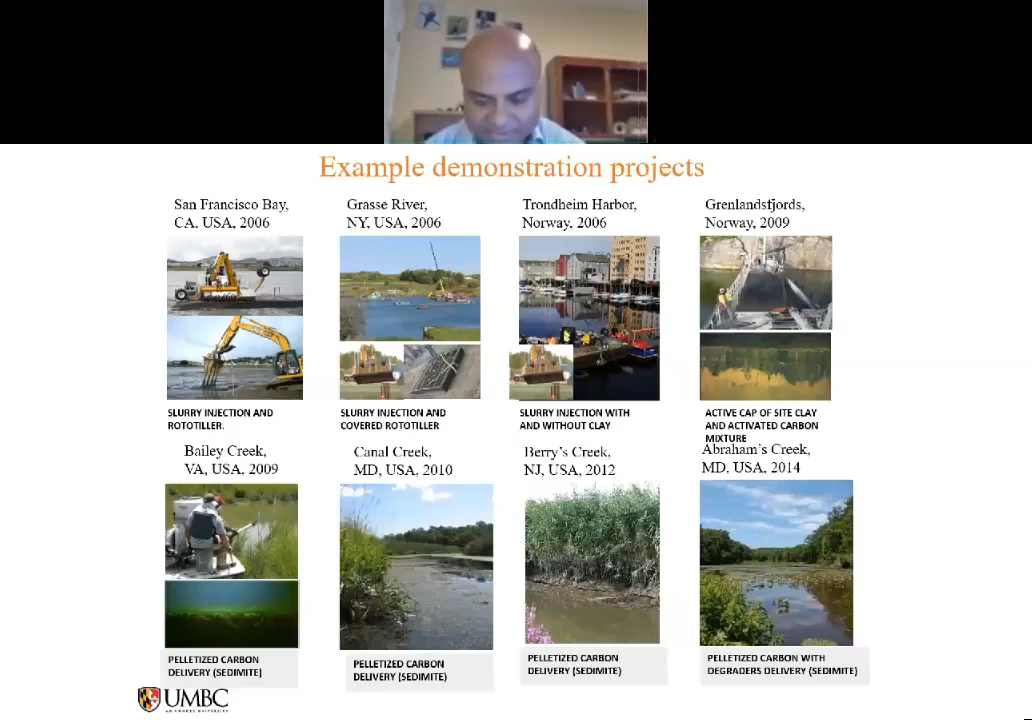 Example demonstration projects
San Francisco Bay,
CA, USA, 2006
Grasse River,
NY, USA, 2006
Trondheim Harbor,
Norway, 2006
Grenlandsfjords,
Norway, 2009
SLURRY INJECTION AND
ROTOTILLER.
SLURRY INJECTION AND
COVERED ROTOTILLER
SLURRY INJECTION WITH
AND WITHOUT CLAY
ACTIVE CAP OF SITE CLAY
AND ACTIVATED CARBON
MIXTURE
Bailey Creek,
VA, USA, 2009
Canal Creek,
MD, USA, 2010
Berry's Creek,
NJ, USA, 2012
Abraham's Creek,
MD, USA, 2014
PELLETIZED CARBON
DELIVERY (SEDIMITE)
PELLETIZED CARBON
DELIVERY (SEDIMITE)
PELLETIZED CARBON
DELIVERY (SEDIMITE)
PELLETIZED CARBON WITH
DEGRADERS DELIVERY (SEDIMITE)
UMBC